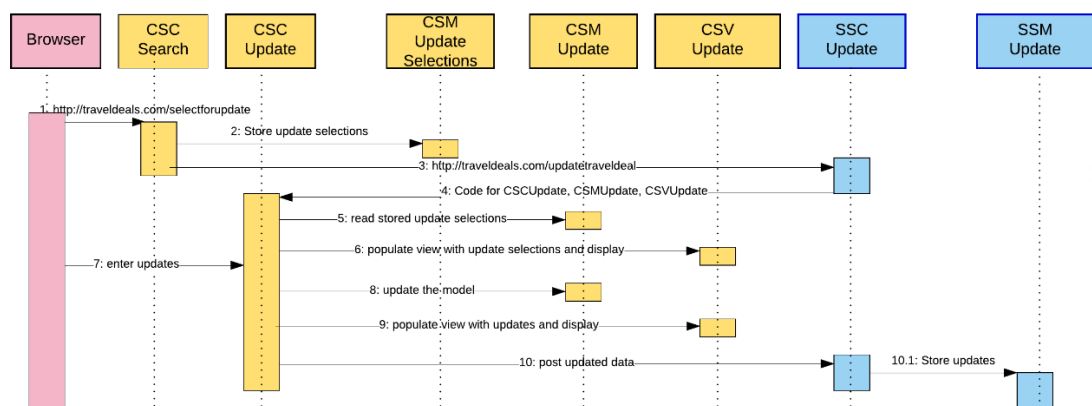 Browser
CSC
Search
CSC
Update
CSM
Update
Selections
CSM
Update
CSV
Update
SSC
Update
SSM
Update
1: http://traveldeals.com/selectforupdate
2: Store update selections
3: http://traveldeals.com/updatetraveldeal
4: Code for CSCUpdate, CSMUpdate, CSVUpdate
5: read stored update selections
6: populate view with update selections and display
7: enter updates
8: update the model
9: populate view with updates and display
10: post updated data
10.1: Store updates